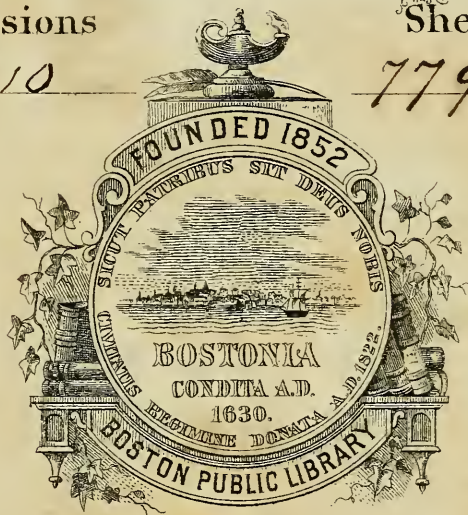 sions
She
10
779
FOUNDED 1852
SICUT PATRIBUS SIT DEUS NOBIS
BOSTONIA
CONDITA A.D.
1630.
CIVITATIS REGIMINE DONATA A.D. 1822.
BOSTON PUBLIC LIBRARY